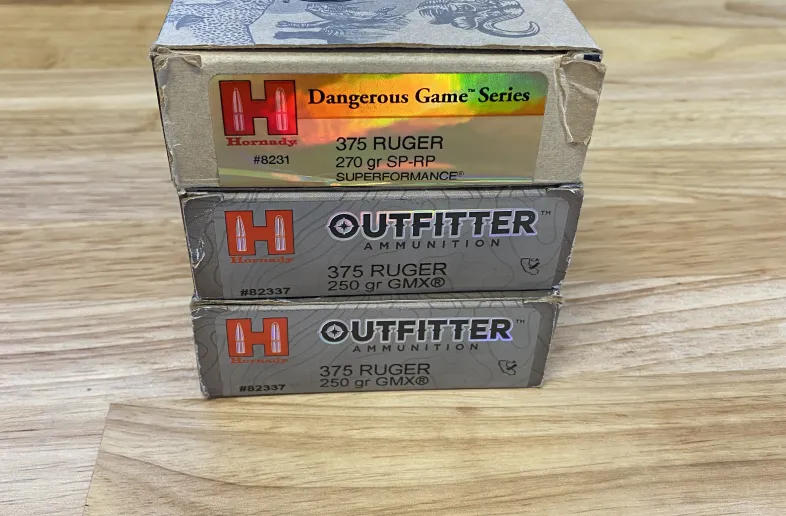 Dangerous Game™ Series
Hornady®
375 RUGER
#8231
270 gr SP-RP
SUPERFORMANCE®
OUTFITTER™
AMMUNITION
Hornady
375 RUGER
#82337
250 gr GMX®
OUTFITTER™
AMMUNITION
Hornady
375 RUGER
#82337
250 gr GMX®